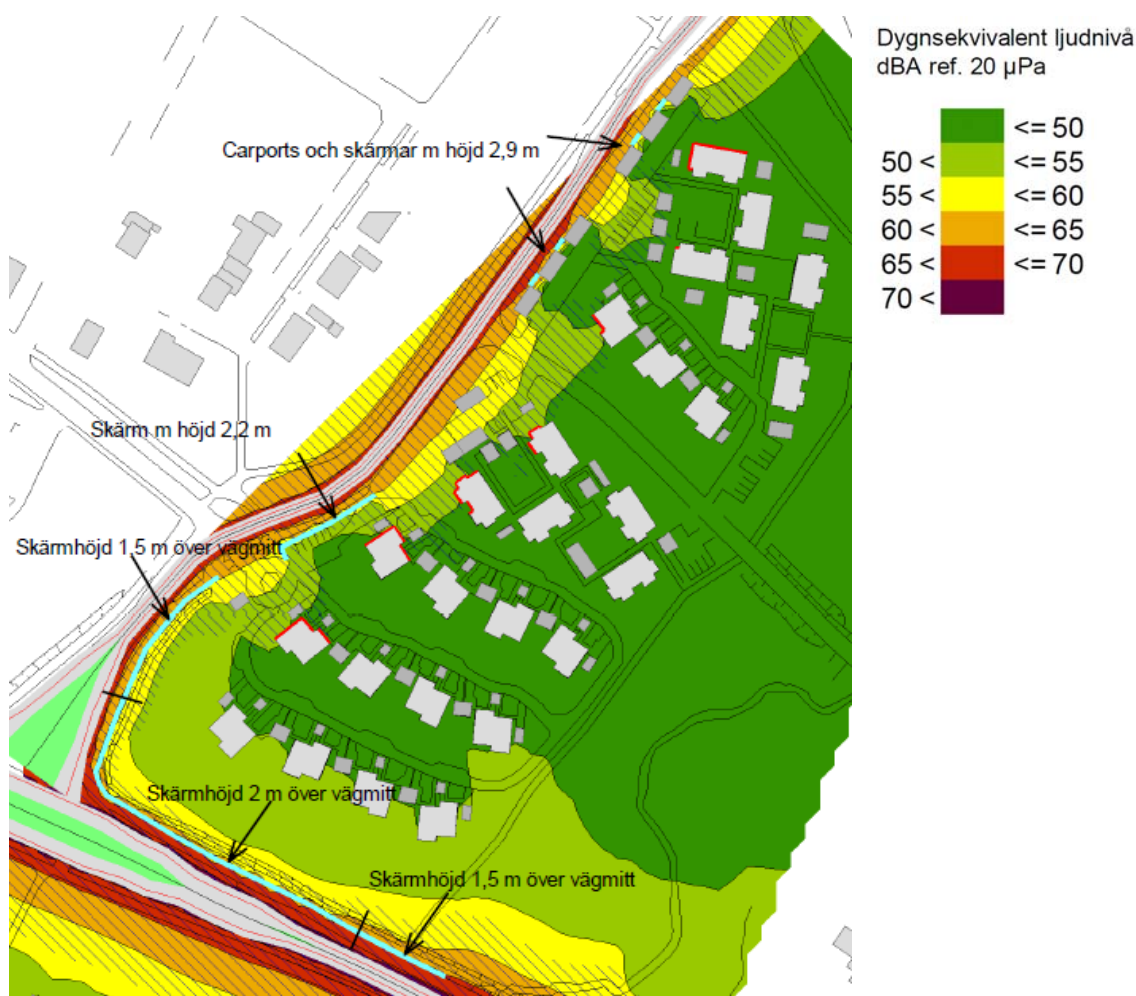 Dygnsekvivalent ljudnivå
dBA ref. 20 µPa
<= 50
50 < <= 55
55 < <= 60
60 < <= 65
65 < <= 70
70 <
Carports och skärmar m höjd 2,9 m
Skärm m höjd 2,2 m
Skärmhöjd 1,5 m över vägmitt
Skärmhöjd 2 m över vägmitt
Skärmhöjd 1,5 m över vägmitt